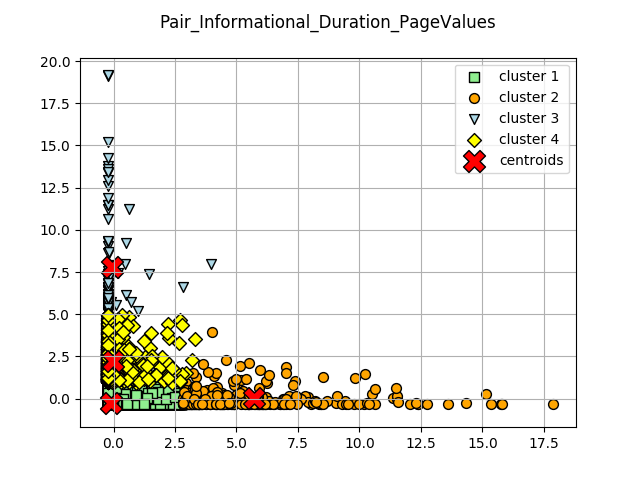 Pair_Informational_Duration_PageValues
20.0
17.5
15.0
12.5
10.0
7.5
5.0
2.5
0.0
cluster 1
cluster 2
cluster 3
cluster 4
centroids
0.0 2.5 5.0 7.5 10.0 12.5 15.0 17.5